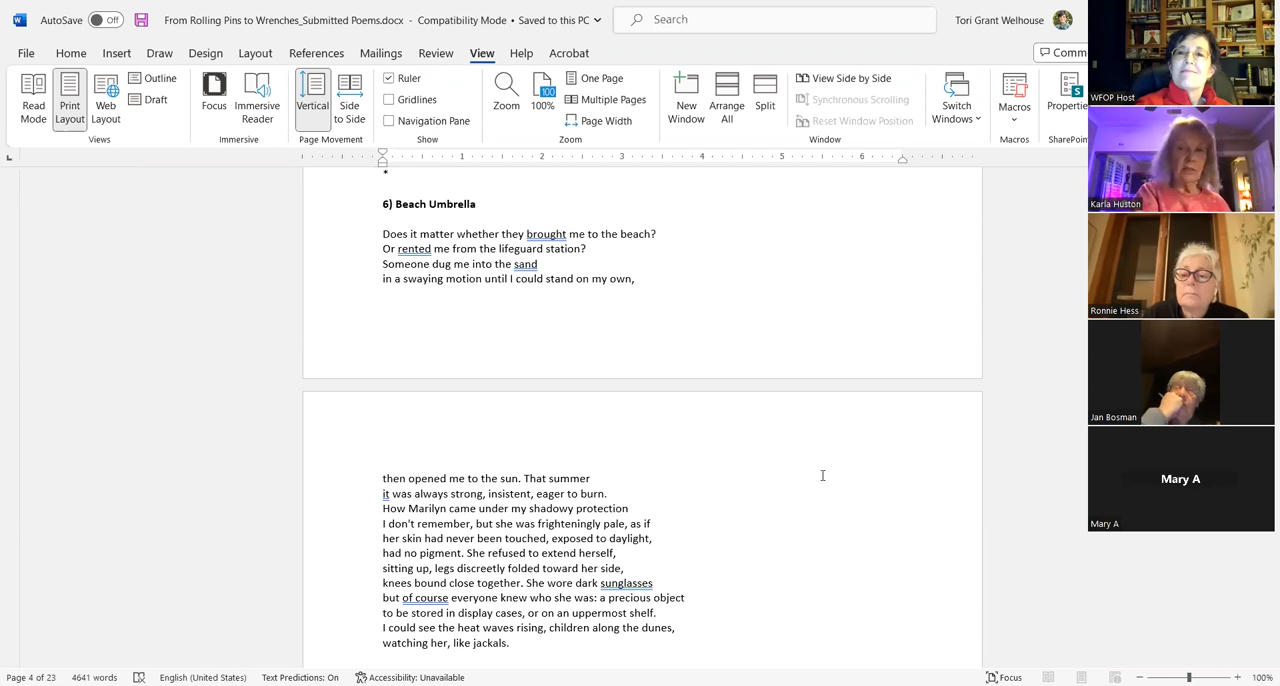 AutoSave
Off
From Rolling Pins to Wrenches_Submitted Poems.docx - Compatibility Mode • Saved to this PC
Search
Tori Grant Welhouse
File
Home
Insert
Draw
Design
Layout
References
Mailings
Review
View
Help
Acrobat
Comm
Read Mode
Print Layout
Web Layout
Outline
Draft
Views
Focus
Immersive Reader
Immersive
Vertical
Side to Side
Page Movement
Ruler
Gridlines
Navigation Pane
Show
Zoom
100
100%
One Page
Multiple Pages
Page Width
Zoom
New Window
Arrange All
Split
View Side by Side
Synchronous Scrolling
Reset Window Position
Window
Switch Windows
Macros
Macros
Properties
SharePoint
1 2 3 4 5 6
*
6) Beach Umbrella
Does it matter whether they brought me to the beach?
Or rented me from the lifeguard station?
Someone dug me into the sand
in a swaying motion until I could stand on my own,
then opened me to the sun. That summer
it was always strong, insistent, eager to burn.
How Marilyn came under my shadowy protection
I don't remember, but she was frighteningly pale, as if
her skin had never been touched, exposed to daylight,
had no pigment. She refused to extend herself,
sitting up, legs discreetly folded toward her side,
knees bound close together. She wore dark sunglasses
but of course everyone knew who she was: a precious object
to be stored in display cases, or on an uppermost shelf.
I could see the heat waves rising, children along the dunes,
watching her, like jackals.
WFOP Host
Karla Huston
Ronnie Hess
Jan Bosman
Mary A
Mary A
Page 4 of 23
4641 words
English (United States)
Text Predictions: On
Accessibility: Unavailable
Focus
100%